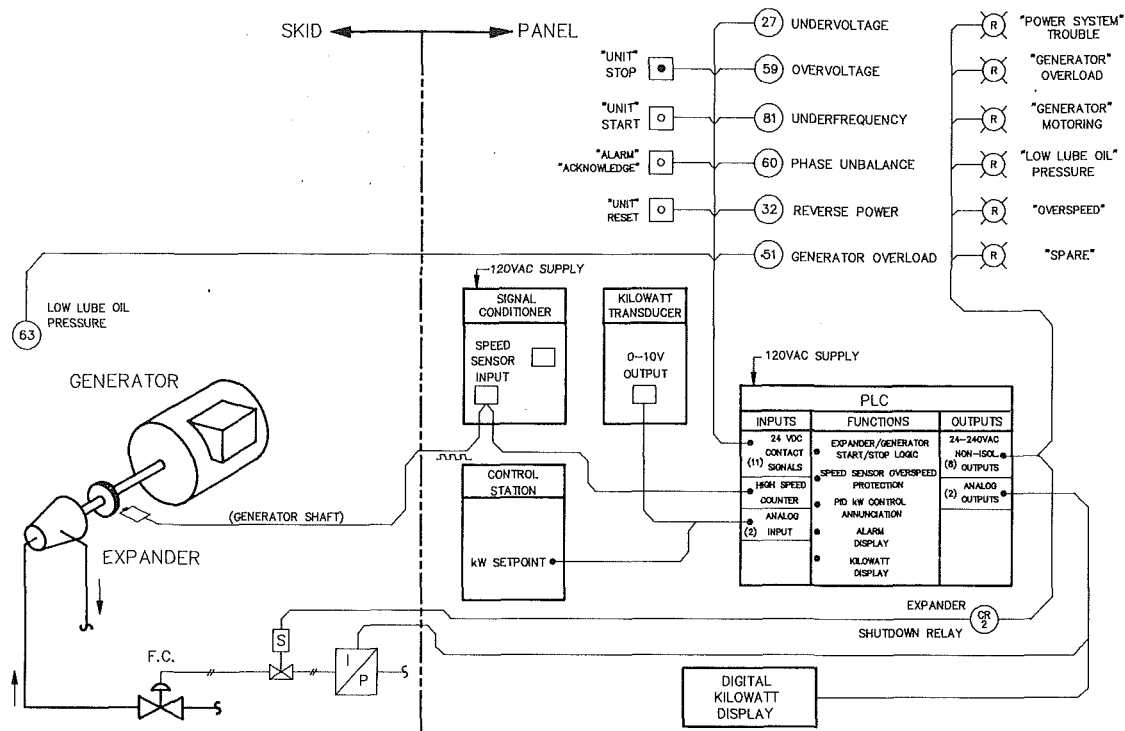 SKID
PANEL
27 UNDERVOLTAGE
"UNIT"
STOP
59 OVERVOLTAGE
"UNIT"
START
81 UNDERFREQUENCY
"ALARM"
"ACKNOWLEDGE"
60 PHASE UNBALANCE
"UNIT"
RESET
32 REVERSE POWER
51 GENERATOR OVERLOAD
R "POWER SYSTEM"
TROUBLE
R "GENERATOR"
OVERLOAD
R "GENERATOR"
MOTORING
R "LOW LUBE OIL"
PRESSURE
R "OVERSPEED"
R "SPARE"
63
LOW LUBE OIL
PRESSURE
120VAC SUPPLY
SIGNAL
CONDITIONER
SPEED
SENSOR
INPUT
KILOWATT
TRANSDUCER
0-10V
OUTPUT
GENERATOR
(GENERATOR SHAFT)
EXPANDER
CONTROL
STATION
kW SETPOINT
120VAC SUPPLY
PLC
INPUTS
24 VDC
CONTACT
(11) SIGNALS
HIGH SPEED
COUNTER
ANALOG
(2) INPUT
FUNCTIONS
EXPANDER/GENERATOR
START/STOP LOGIC
SPEED SENSOR OVERSPEED
PROTECTION
PID kW CONTROL
ANNUNCIATION
ALARM
DISPLAY
KILOWATT
DISPLAY
OUTPUTS
24-240VAC
NON-ISOL.
(8) OUTPUTS
(2) ANALOG
OUTPUTS
EXPANDER
SHUTDOWN RELAY
CR
2
F.C.
S
I
P
DIGITAL
KILOWATT
DISPLAY